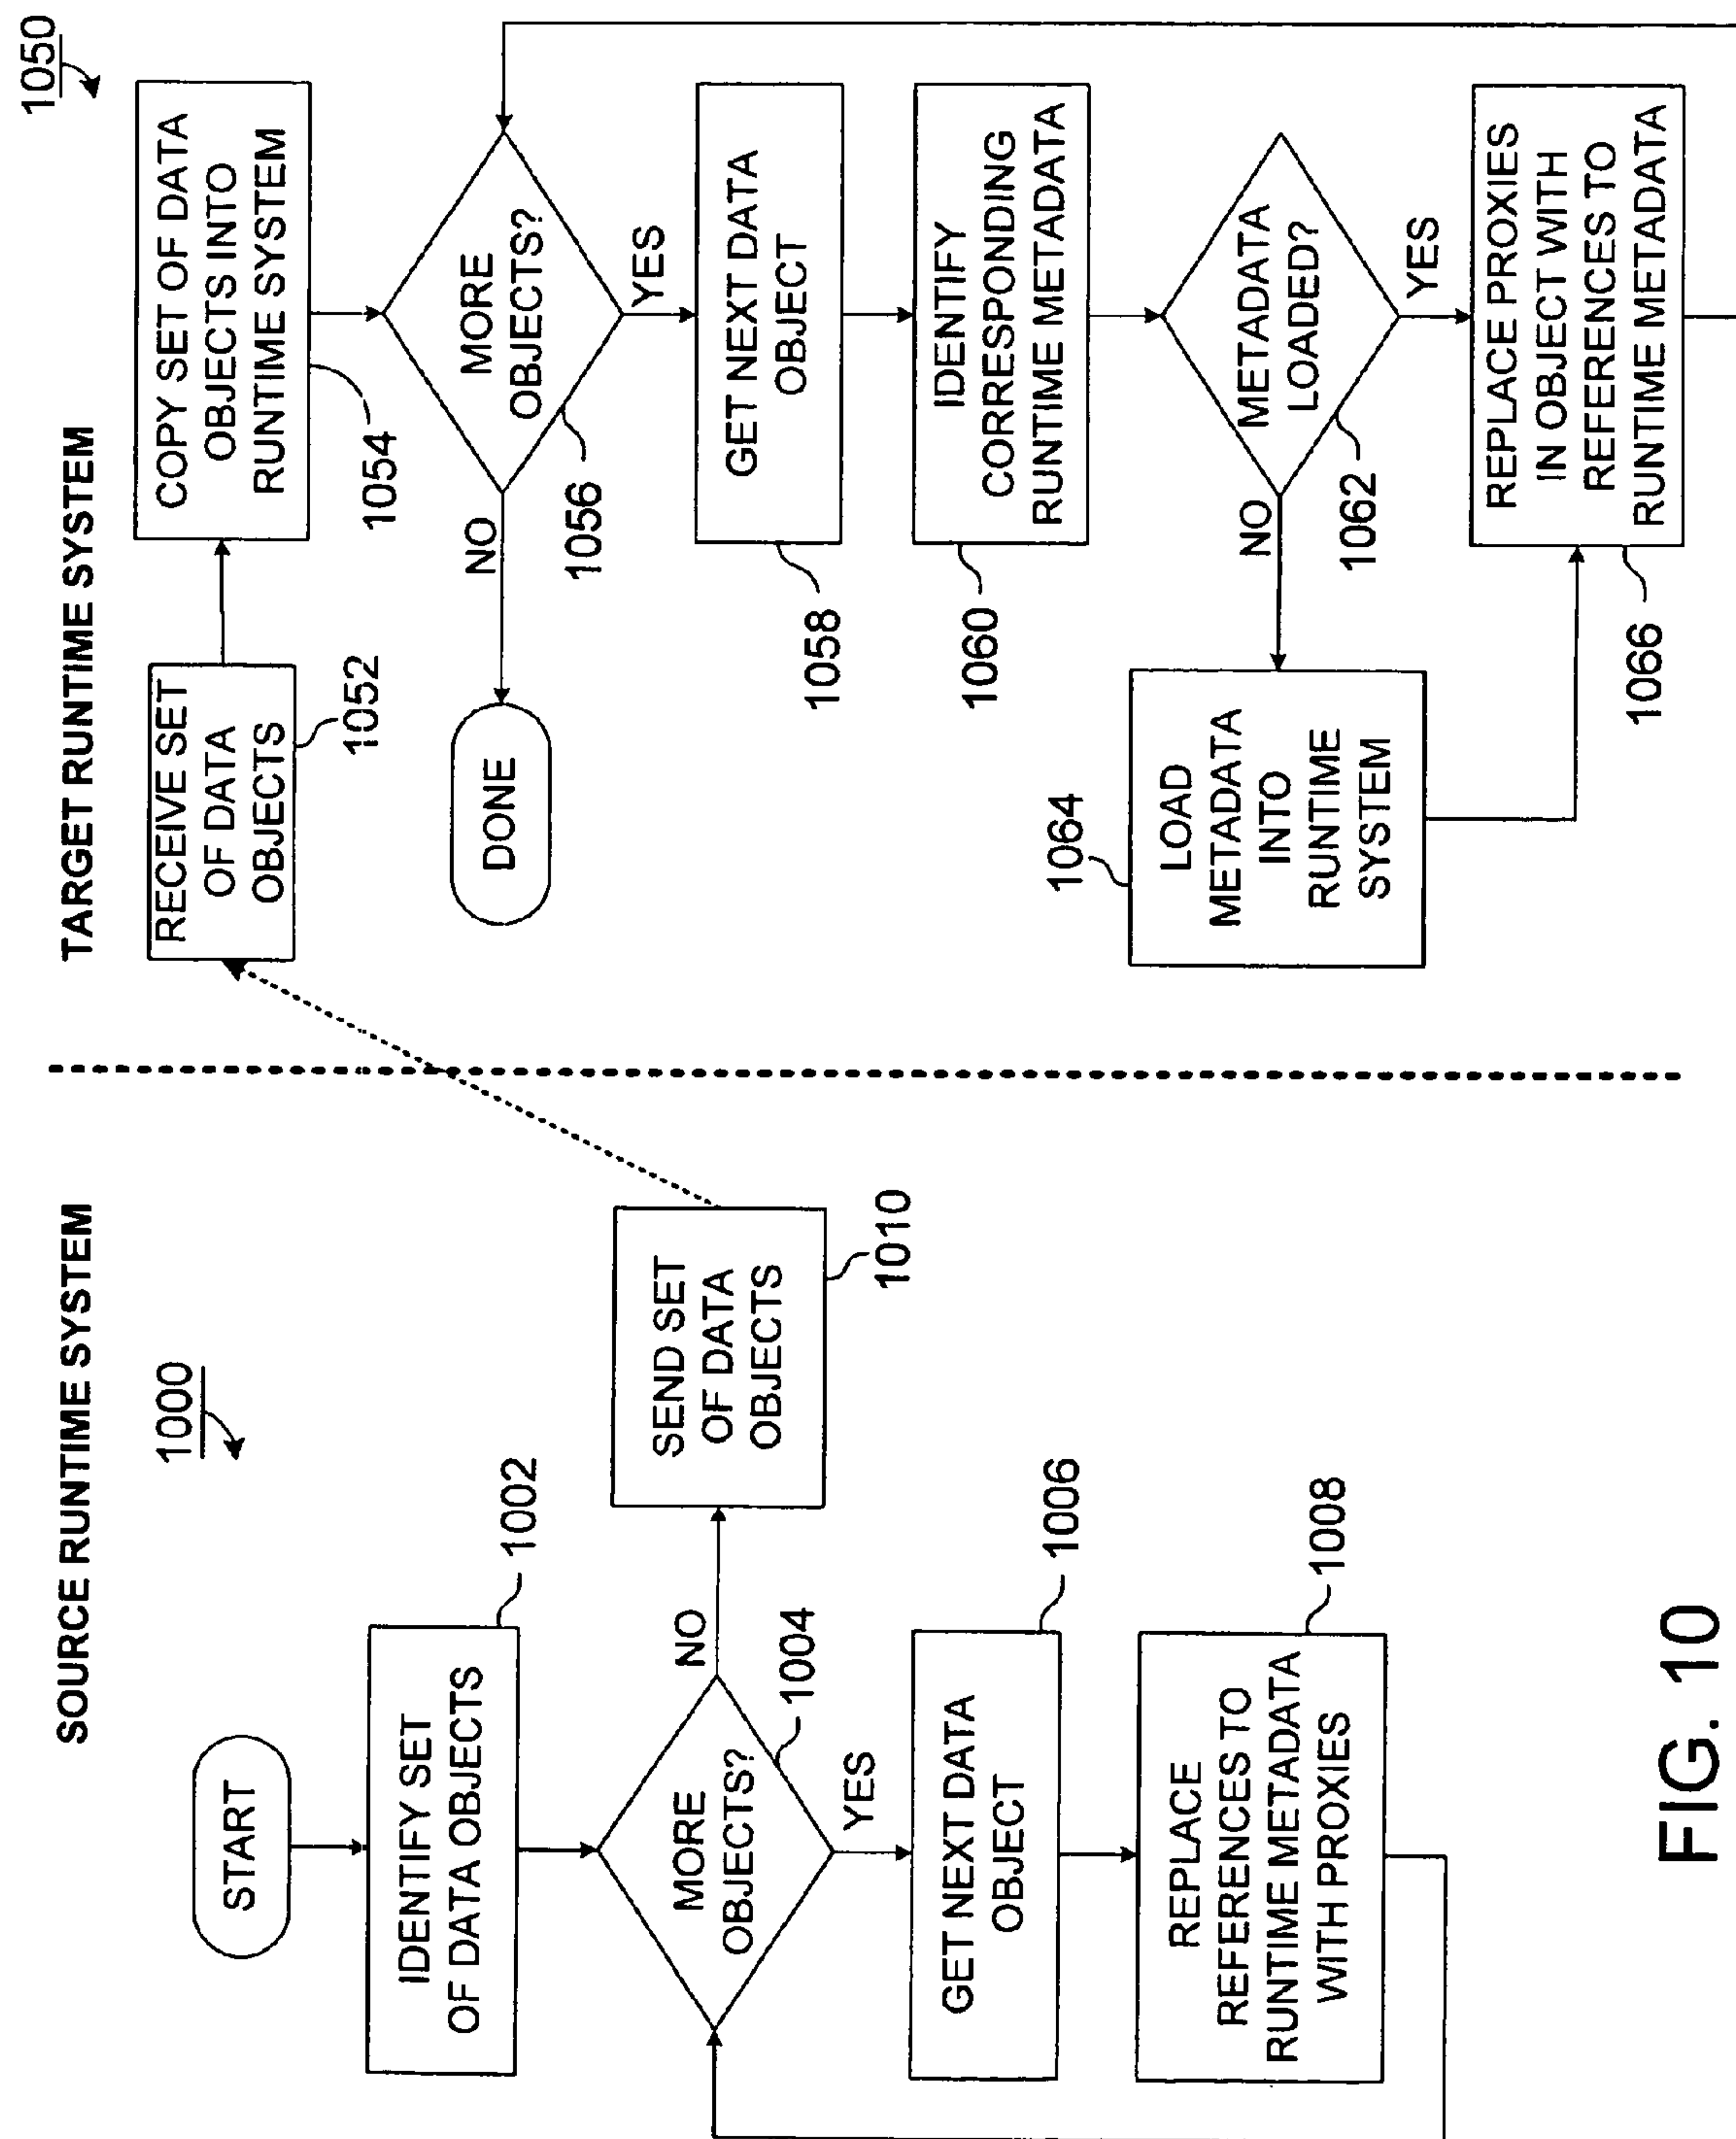 SOURCE RUNTIME SYSTEM
1000
START
IDENTIFY SET
OF DATA OBJECTS
1002
MORE
OBJECTS?
1004
NO
YES
SEND SET
OF DATA
OBJECTS
1010
GET NEXT DATA
OBJECT
1006
REPLACE
REFERENCES TO
RUNTIME METADATA
WITH PROXIES
1008
TARGET RUNTIME SYSTEM
1050
RECEIVE SET
OF DATA
OBJECTS
1052
COPY SET OF DATA
OBJECTS INTO
RUNTIME SYSTEM
1054
MORE
OBJECTS?
1056
NO
YES
DONE
GET NEXT DATA
OBJECT
1058
IDENTIFY
CORRESPONDING
RUNTIME METADATA
1060
METADATA
LOADED?
1062
NO
YES
LOAD
METADATA
INTO
RUNTIME
SYSTEM
1064
REPLACE PROXIES
IN OBJECT WITH
REFERENCES TO
RUNTIME METADATA
1066
FIG. 10